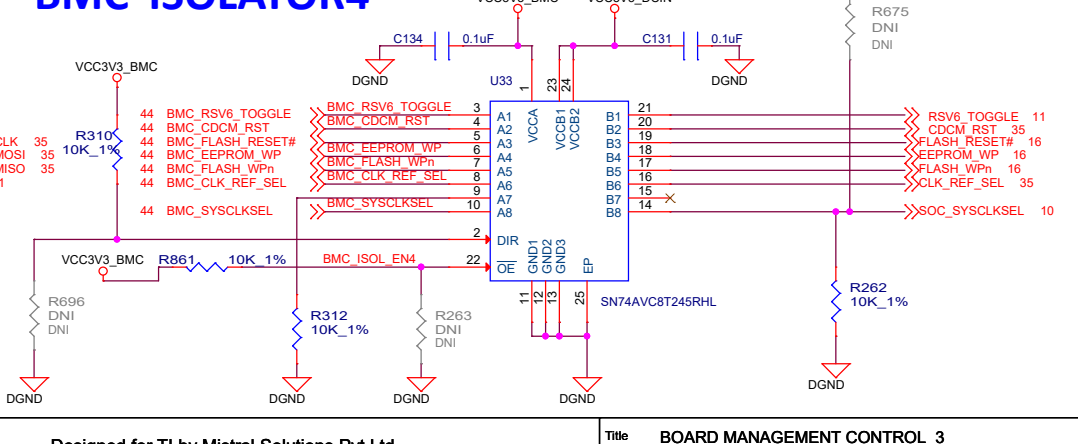 BMC-ISOLATOR4
VCC3V3_BMC
R675
DNI
DNI
C134
0.1uF
C131
0.1uF
DGND
DGND
VCC3V3_BMC
U33
1
23
24
VCCA
VCCB1
VCCB2
CLK 35
MOSI 35
MISO 35
R310
10K_1%
44 BMC_RSV6_TOGGLE BMC_RSV6_TOGGLE 3 A1 B1 21 RSV6_TOGGLE 11
44 BMC_CDCM_RST BMC_CDCM_RST 4 A2 B2 20 CDCM_RST 35
44 BMC_FLASH_RESET# 5 A3 B3 19 FLASH_RESET# 16
44 BMC_EEPROM_WP BMC_EEPROM_WP 6 A4 B4 18 EEPROM_WP 16
44 BMC_FLASH_WPn BMC_FLASH_WPn 7 A5 B5 17 FLASH_WPn 16
44 BMC_CLK_REF_SEL BMC_CLK_REF_SEL 8 A6 B6 16 CLK_REF_SEL 35
9 A7 B7 15
44 BMC_SYSCLKSEL BMC_SYSCLKSEL 10 A8 B8 14 SOC_SYSCLKSEL 10
2 DIR
VCC3V3_BMC
R861 10K_1% BMC_ISOL_EN4 22 OE
GND1
GND2
GND3
EP
11
12
13
25
SN74AVC8T245RHL
R696
DNI
DNI
R312
10K_1%
R263
DNI
DNI
R262
10K_1%
DGND
DGND
DGND
DGND
DGND
Designed for TI by Mistral Solutions Pvt Ltd
Title BOARD MANAGEMENT CONTROL 3